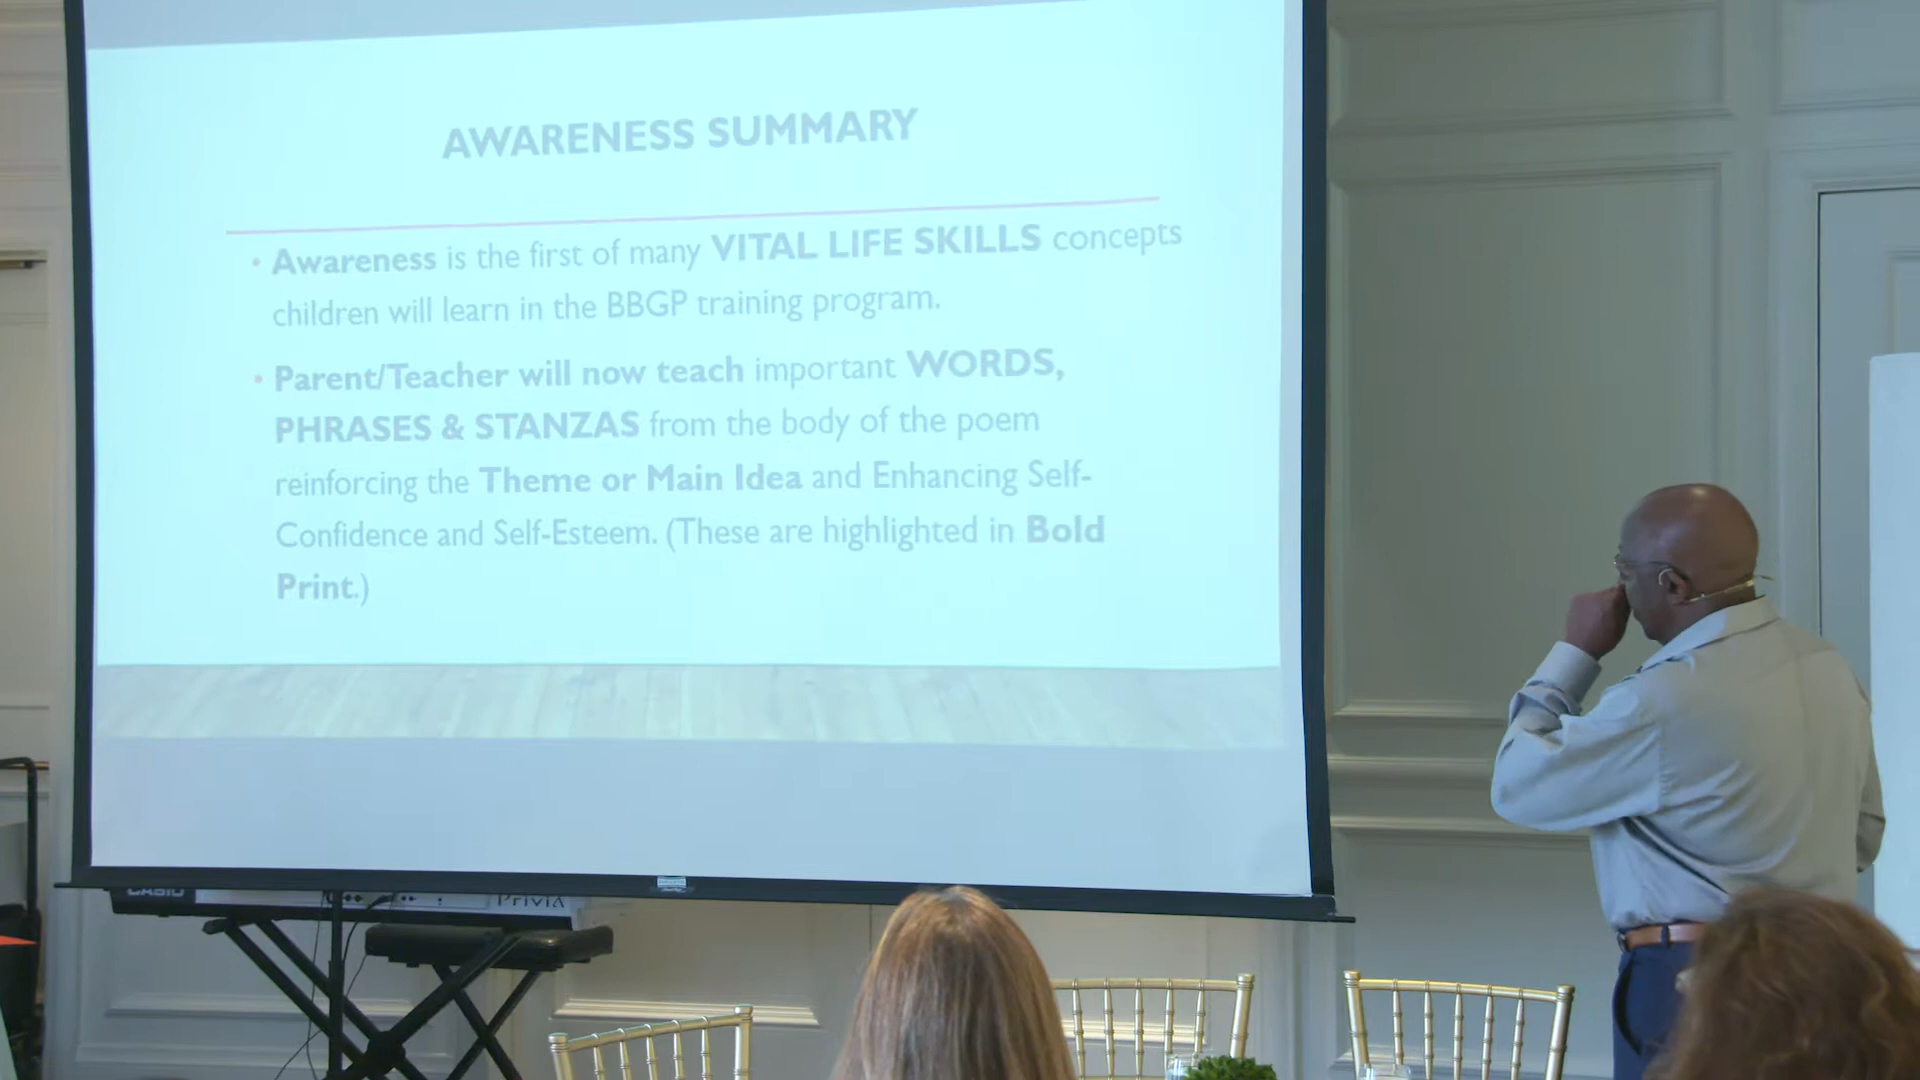 AWARENESS SUMMARY
• Awareness is the first of many VITAL LIFE SKILLS concepts
children will learn in the BBGP training program.
• Parent/Teacher will now teach important WORDS,
PHRASES & STANZAS from the body of the poem
reinforcing the Theme or Main Idea and Enhancing Self-
Confidence and Self-Esteem. (These are highlighted in Bold
Print.)
CASIO
Privia